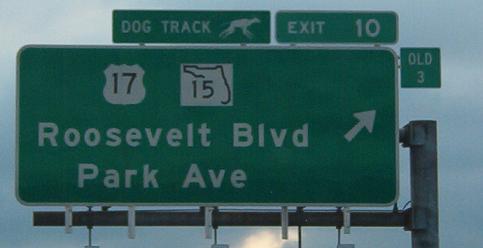 DOG TRACK
EXIT 10
OLD
3
17
15
Roosevelt Blvd
Park Ave